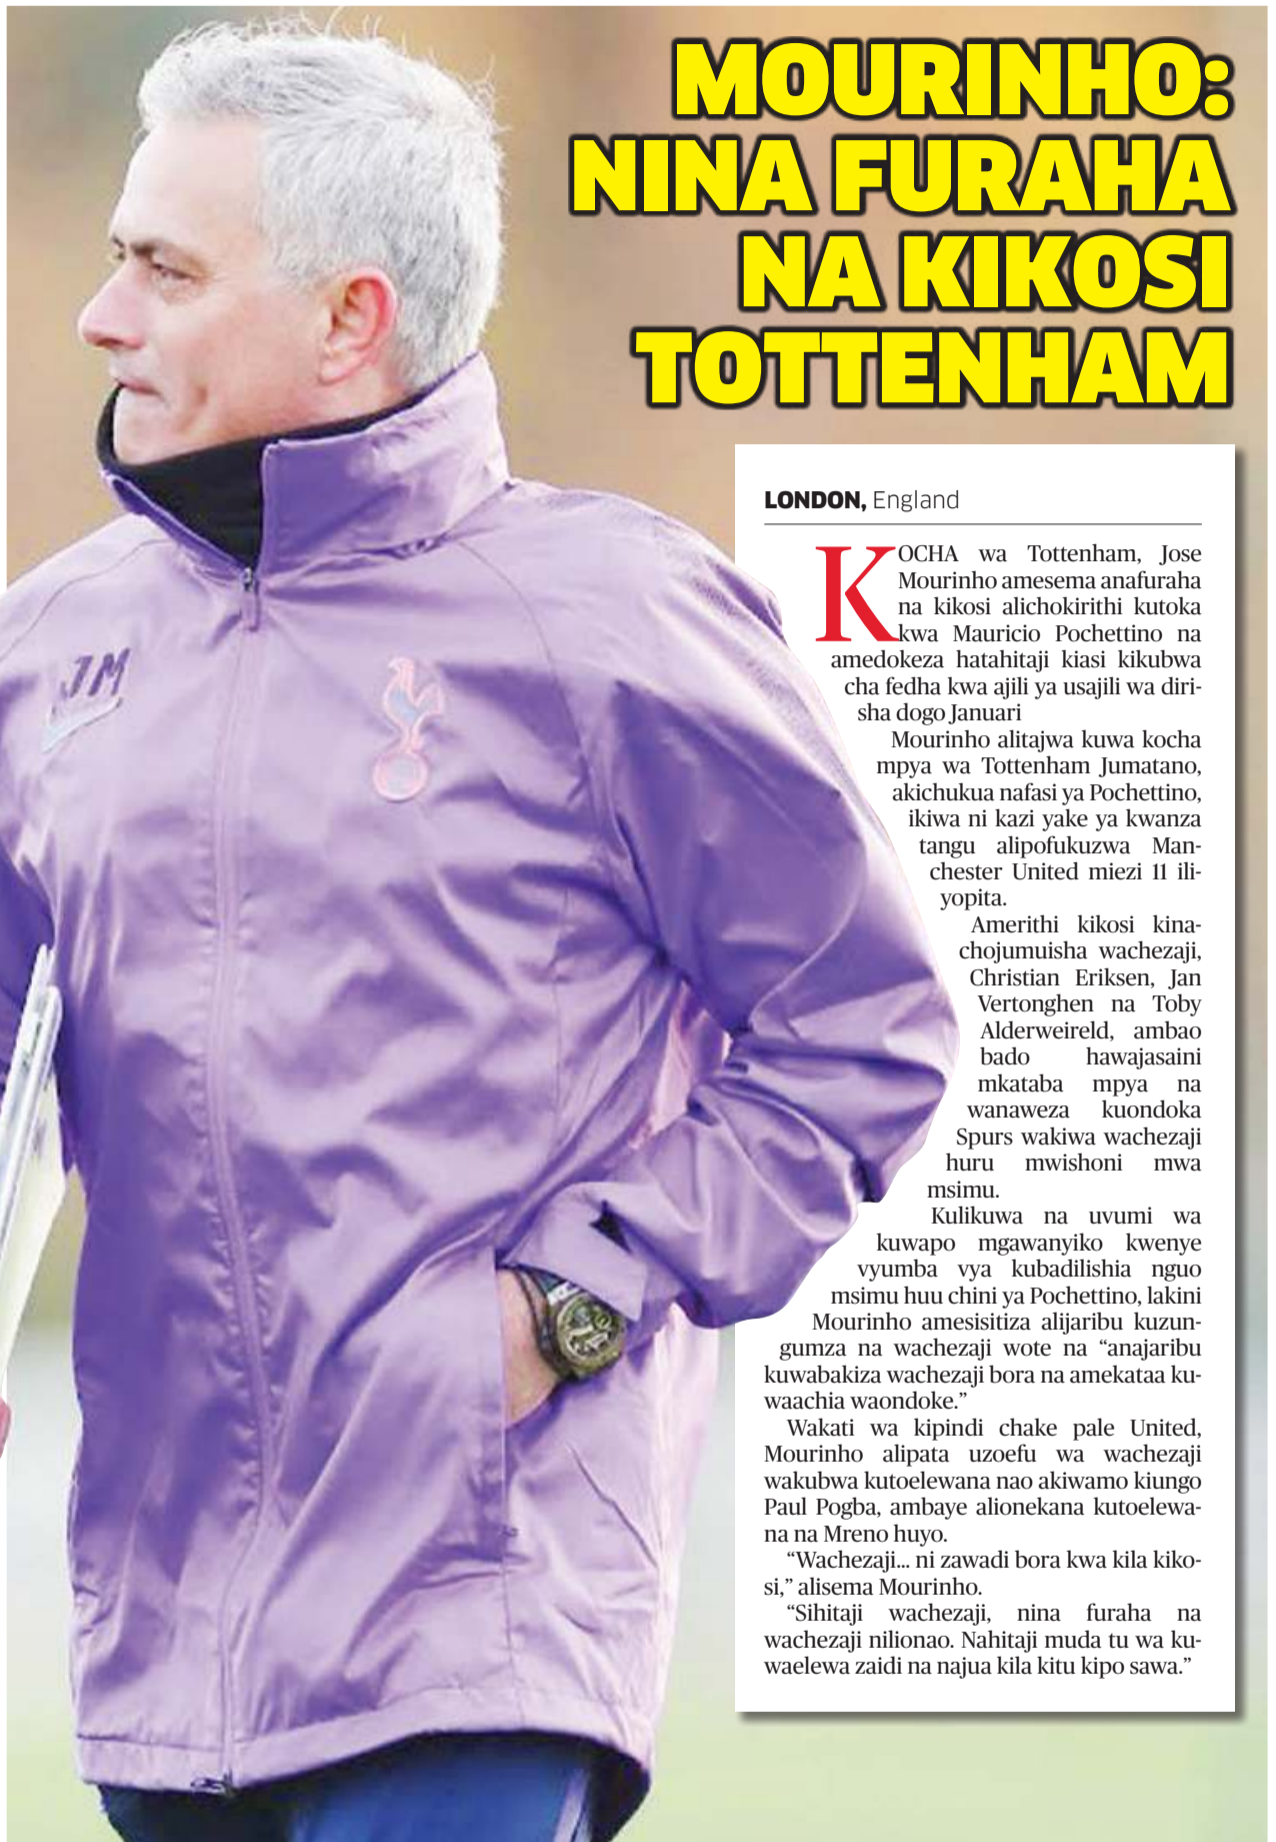 MOURINHO:
NINA FURAHA
NA KIKOSI
TOTTENHAM
LONDON, England
KOCHA wa Tottenham, Jose
Mourinho amesema anafuraha
na kikosi alichokirithi kutoka
kwa Mauricio Pochettino na
amedokeza hatahitaji kiasi kikubwa
cha fedha kwa ajili ya usajili wa diri-
sha dogo Januari
Mourinho alitajwa kuwa kocha
mpya wa Tottenham Jumatano,
akichukua nafasi ya Pochettino,
ikiwa ni kazi yake ya kwanza
tangu alipofukuzwa Man-
chester United miezi 11 ili-
yopita.
Amerithi kikosi kina-
chojumuisha wachezaji,
Christian Eriksen, Jan
Vertonghen na Toby
Alderweireld, ambao
bado hawajasaini
mkataba mpya na
wanaweza kuondoka
Spurs wakiwa wachezaji
huru mwishoni mwa
msimu.
Kulikuwa na uvumi wa
kuwapo mgawanyiko kwenye
vyumba vya kubadilishia nguo
msimu huu chini ya Pochettino, lakini
Mourinho amesisitiza alijaribu kuzun-
gumza na wachezaji wote na “anajaribu
kuwabakiza wachezaji bora na amekataa ku-
waachia waondoke.”
Wakati wa kipindi chake pale United,
Mourinho alipata uzoefu wa wachezaji
wakubwa kutoelewana nao akiwamo kiungo
Paul Pogba, ambaye alionekana kutoelewa-
na na Mreno huyo.
“Wachezaji... ni zawadi bora kwa kila kiko-
si,” alisema Mourinho.
“Sihitaji wachezaji, nina furaha na
wachezaji nilionao. Nahitaji muda tu wa ku-
waelewa zaidi na najua kila kitu kipo sawa.”
JM